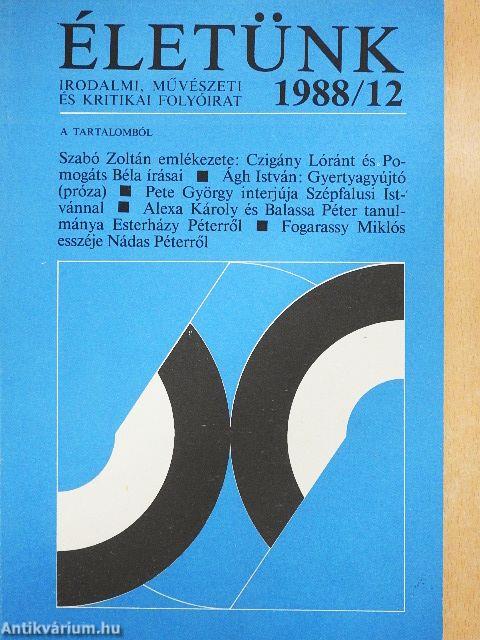 ÉLETÜNK
IRODALMI, MŰVÉSZETI
ÉS KRITIKAI FOLYÓIRAT
1988/12
A TARTALOMBÓL
Szabó Zoltán emlékezete: Czigány Lóránt és Po-
mogáts Béla írásai ■ Ágh István: Gyertyagyújtó
(próza) ■ Pete György interjúja Szépfalusi Ist-
vánnal ■ Alexa Károly és Balassa Péter tanul-
mánya Esterházy Péterről ■ Fogarassy Miklós
esszéje Nádas Péterről
Antikvárium.hu